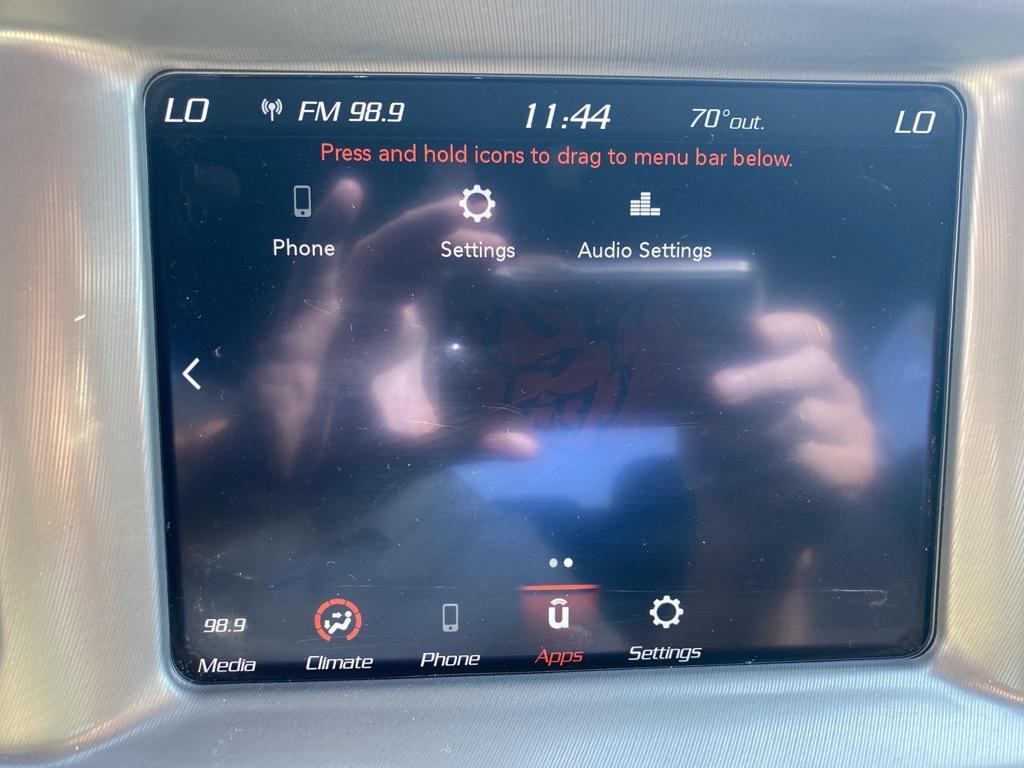 LO FM 98.9 11:44 70°out. LO
Press and hold icons to drag to menu bar below.
Phone Settings Audio Settings
98.9 û
Media Climate Phone Apps Settings